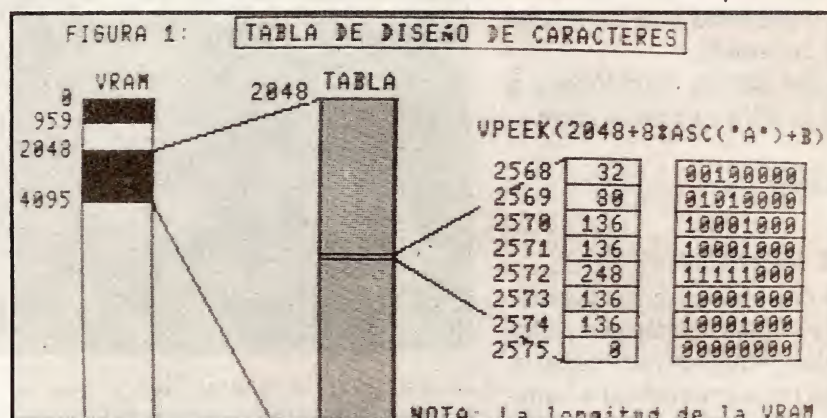 FIGURA 1: TABLA DE DISEÑO DE CARACTERES
VRAM
0
959
2048
4095
2048 TABLA
VPEEK(2048+8*ASC("A")+B)
2568 32 00100000
2569 80 01010000
2570 136 10001000
2571 136 10001000
2572 248 11111000
2573 136 10001000
2574 136 10001000
2575 0 00000000
NOTA: La longitud de la VRAM